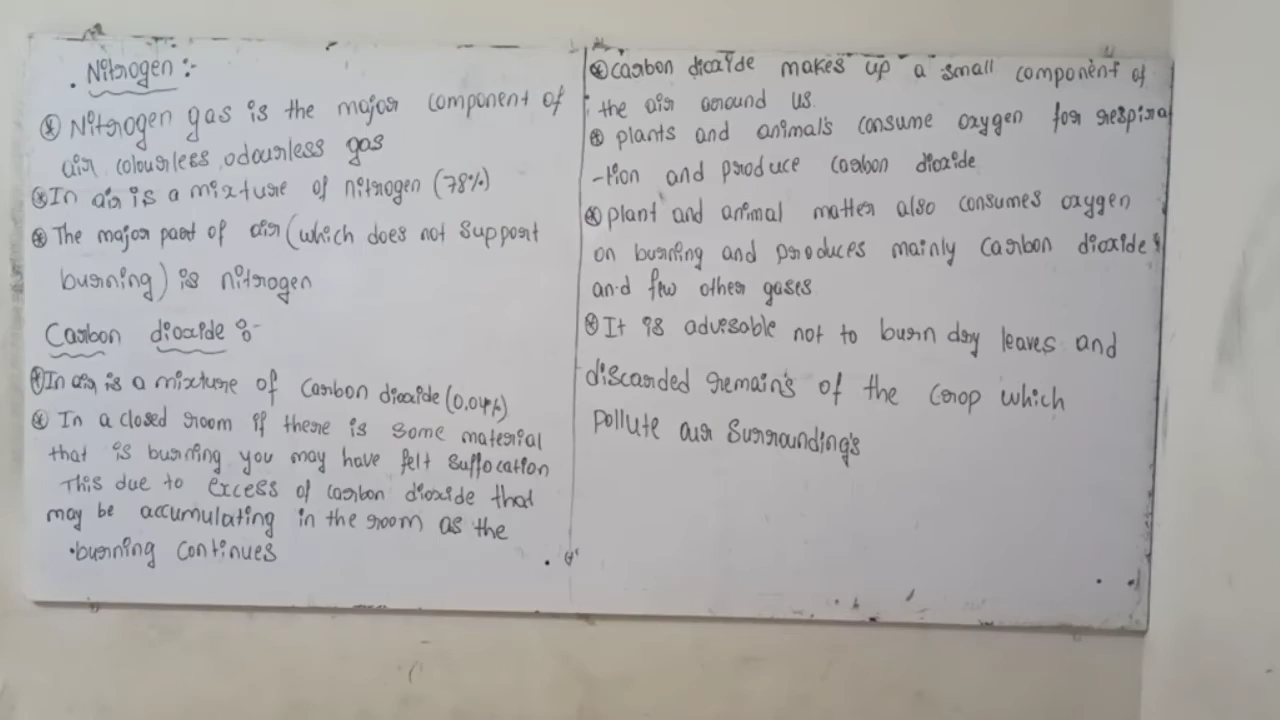 Nitrogen :-
Nitrogen gas is the major component of
air colourless, odourless gas
In air is a mixture of nitrogen (78%)
The major part of air (which does not support
burning) is nitrogen
Carbon dioxide :-
In air is a mixture of carbon dioxide (0.04%)
In a closed room if there is some material
that is burning you may have felt suffocation
This due to excess of carbon dioxide that
may be accumulating in the room as the
burning continues
carbon dioxide makes up a small component of
the air around us.
plants and animal's consume oxygen for respira
-tion and produce carbon dioxide
plant and animal matter also consumes oxygen
on burning and produces mainly carbon dioxide
and few other gases
It is advisable not to burn dry leaves and
discarded remain's of the crop which
pollute our surrounding's